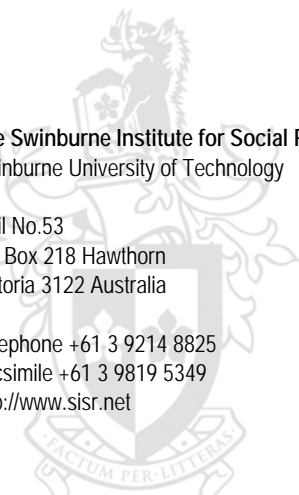 e Swinburne Institute for Social
inburne University of Technology
il No.53
Box 218 Hawthorn
toria 3122 Australia
ephone +61 3 9214 8825
csimile +61 3 9819 5349
p://www.sisr.net
FACTUM PER·LITTERAS